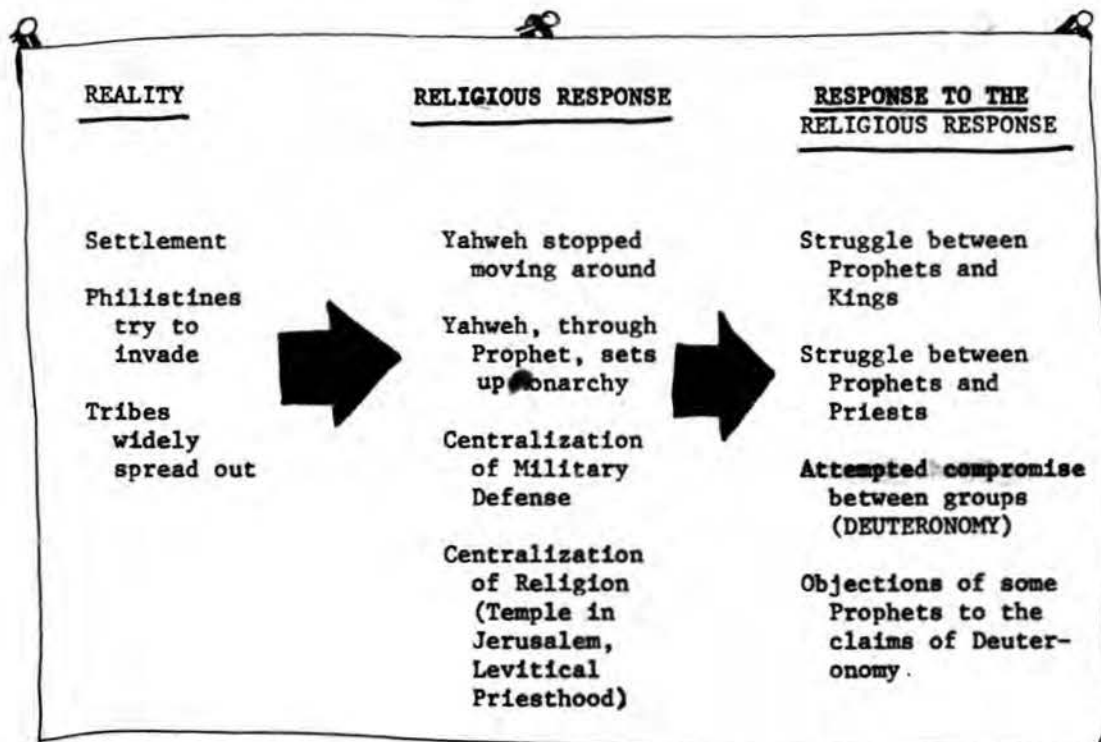 REALITY
Settlement
Philistines
try to
invade
Tribes
widely
spread out
RELIGIOUS RESPONSE
Yahweh stopped
moving around
Yahweh, through
Prophet, sets
up onarchy
Centralization
of Military
Defense
Centralization
of Religion
(Temple in
Jerusalem,
Levitical
Priesthood)
RESPONSE TO THE
RELIGIOUS RESPONSE
Struggle between
Prophets and
Kings
Struggle between
Prophets and
Priests
Attempted compromise
between groups
(DEUTERONOMY)
Objections of some
Prophets to the
claims of Deuter-
onomy.